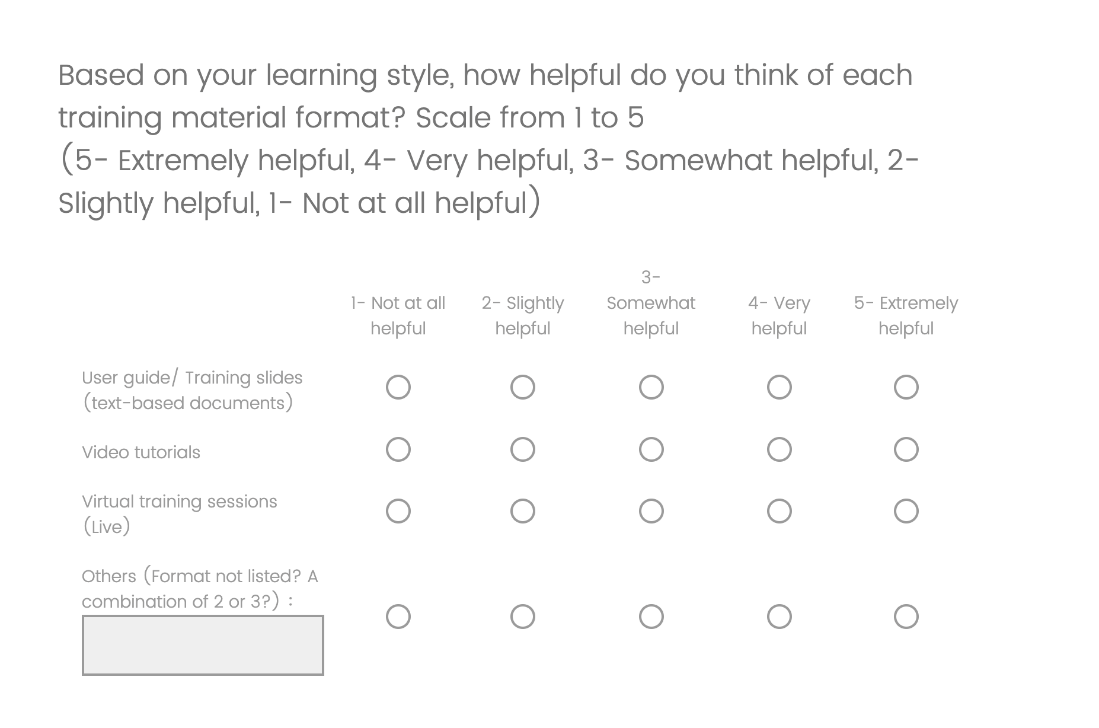 Based on your learning style, how helpful do you think of each
training material format? Scale from 1 to 5
(5- Extremely helpful, 4- Very helpful, 3- Somewhat helpful, 2-
Slightly helpful, 1- Not at all helpful)
1- Not at all helpful
2- Slightly helpful
3- Somewhat helpful
4- Very helpful
5- Extremely helpful
User guide/ Training slides
(text-based documents)
Video tutorials
Virtual training sessions
(Live)
Others (Format not listed? A
combination of 2 or 3?) :